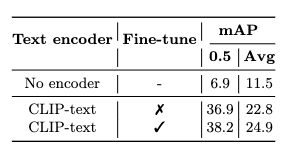 Text encoder Fine-tune mAP
0.5 Avg
No encoder - 6.9 11.5
CLIP-text ✗ 36.9 22.8
CLIP-text ✓ 38.2 24.9